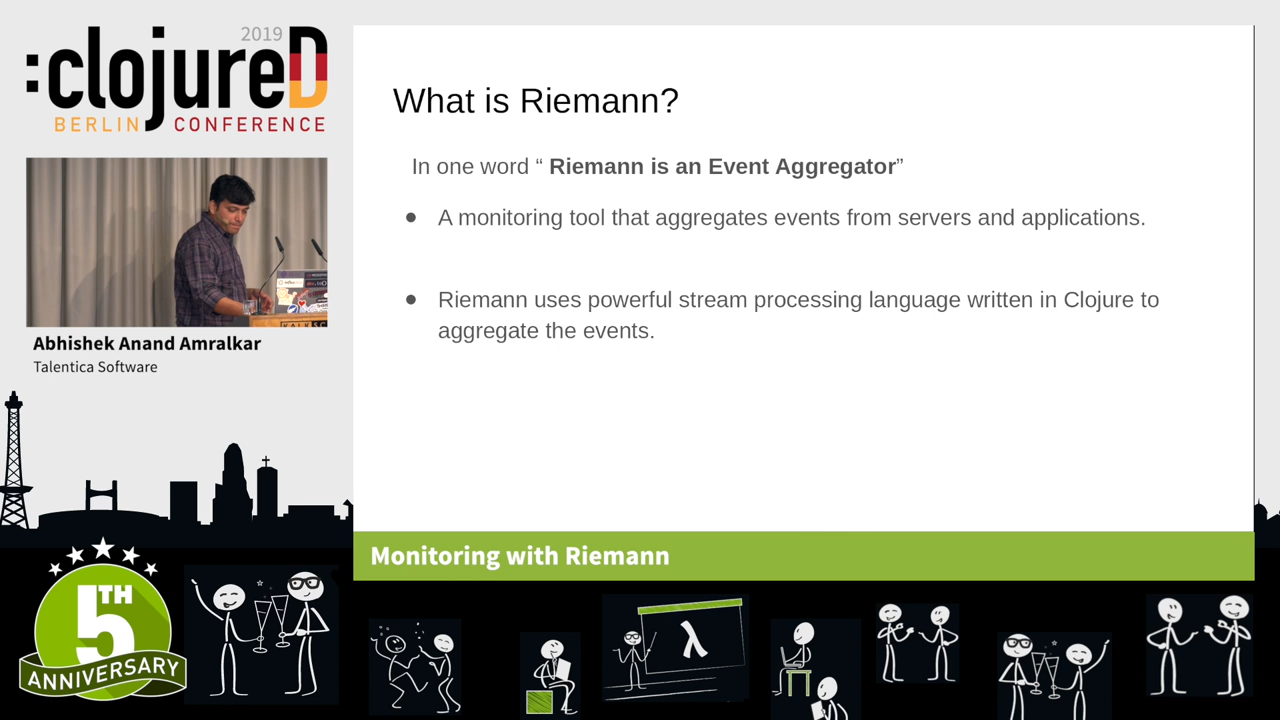 2019
:clojureD
BERLIN CONFERENCE
Abhishek Anand Amralkar
Talentica Software
What is Riemann?
In one word “ Riemann is an Event Aggregator”
● A monitoring tool that aggregates events from servers and applications.
● Riemann uses powerful stream processing language written in Clojure to
aggregate the events.
Monitoring with Riemann
5TH
ANNIVERSARY
λ